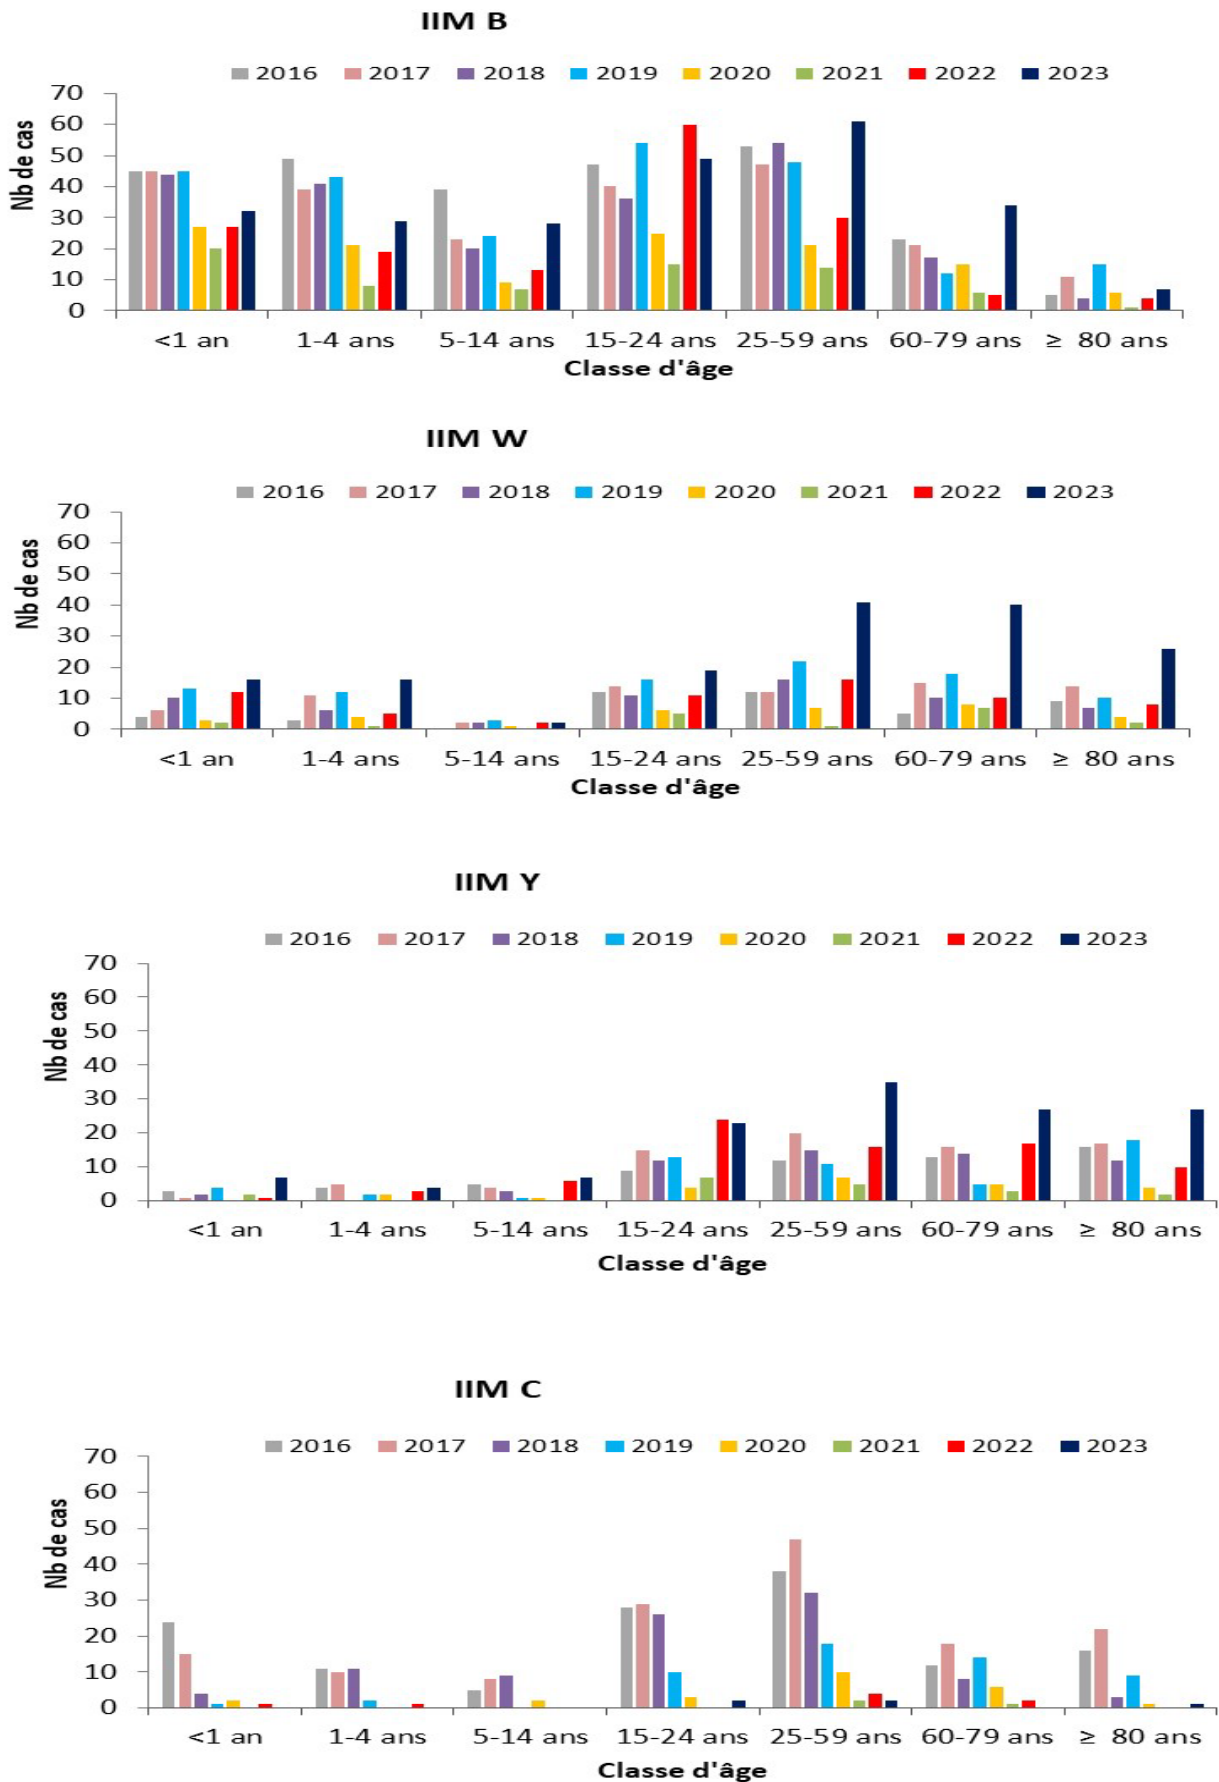 IIM B
2016 2017 2018 2019 2020 2021 2022 2023
70
60
50
40
30
20
10
0
Nb de cas
<1 an 1-4 ans 5-14 ans 15-24 ans 25-59 ans 60-79 ans ≥ 80 ans
Classe d'âge
IIM W
2016 2017 2018 2019 2020 2021 2022 2023
70
60
50
40
30
20
10
0
Nb de cas
<1 an 1-4 ans 5-14 ans 15-24 ans 25-59 ans 60-79 ans ≥ 80 ans
Classe d'âge
IIM Y
2016 2017 2018 2019 2020 2021 2022 2023
70
60
50
40
30
20
10
0
Nb de cas
<1 an 1-4 ans 5-14 ans 15-24 ans 25-59 ans 60-79 ans ≥ 80 ans
Classe d'âge
IIM C
2016 2017 2018 2019 2020 2021 2022 2023
70
60
50
40
30
20
10
0
Nb de cas
<1 an 1-4 ans 5-14 ans 15-24 ans 25-59 ans 60-79 ans ≥ 80 ans
Classe d'âge